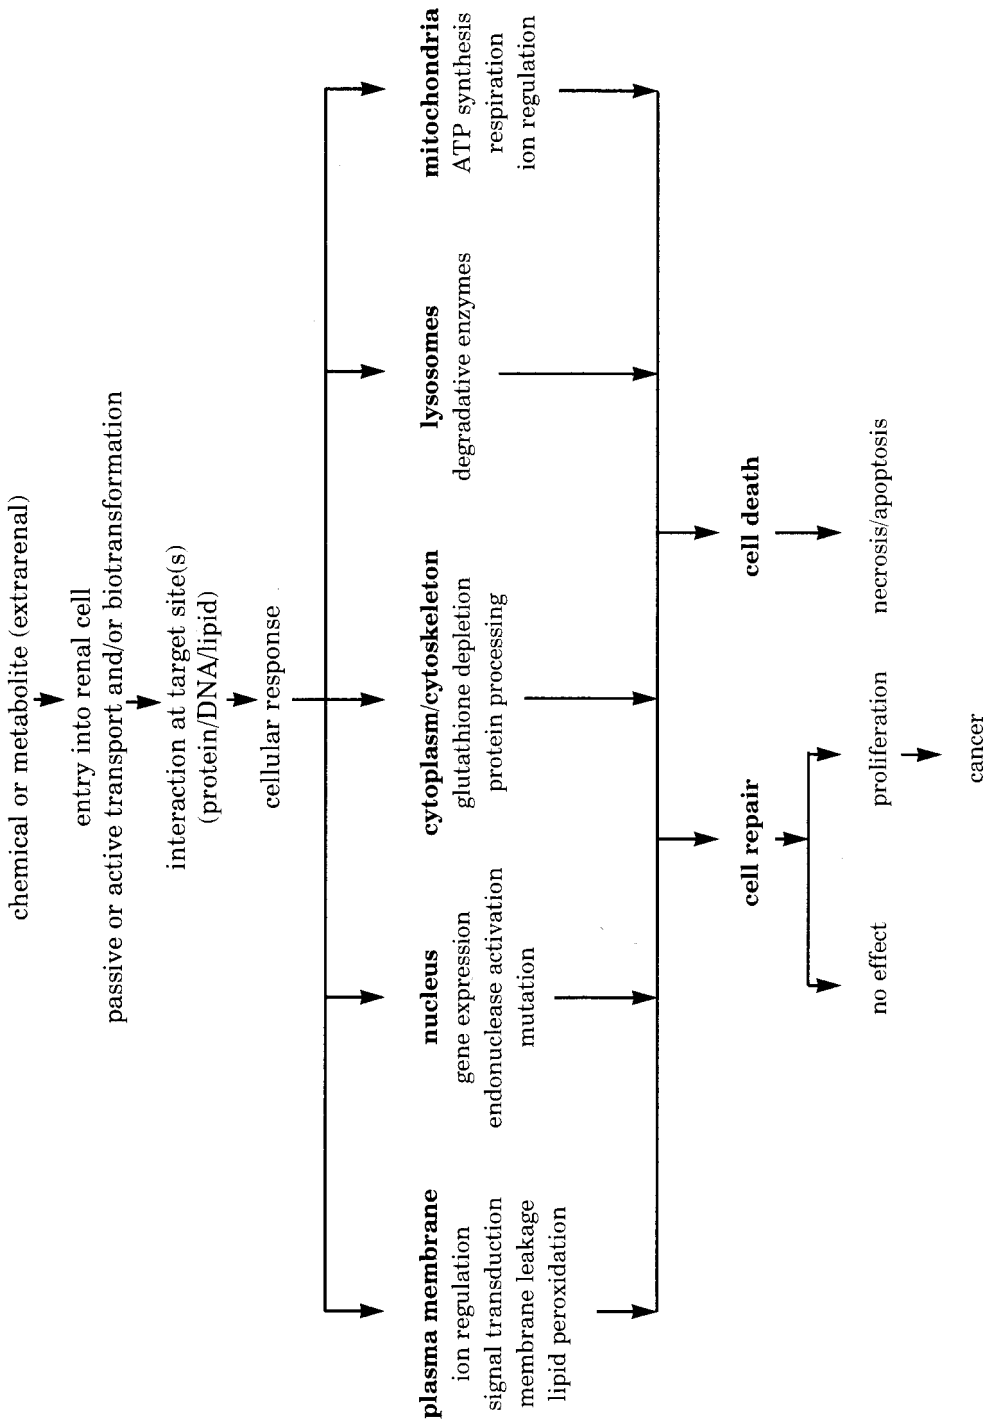 chemical or metabolite (extrarenal)
entry into renal cell
passive or active transport and/or biotransformation
interaction at target site(s)
(protein/DNA/lipid)
cellular response
plasma membrane
ion regulation
signal transduction
membrane leakage
lipid peroxidation
nucleus
gene expression
endonuclease activation
mutation
cytoplasm/cytoskeleton
glutathione depletion
protein processing
lysosomes
degradative enzymes
mitochondria
ATP synthesis
respiration
ion regulation
cell repair
cell death
no effect
proliferation
necrosis/apoptosis
cancer